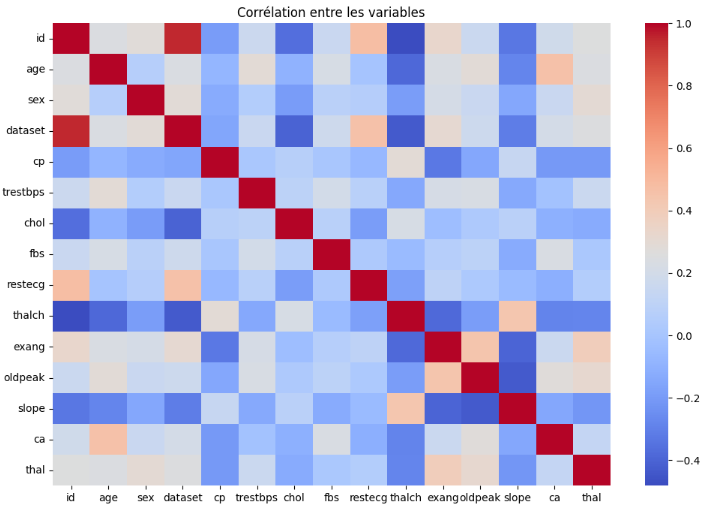 Corrélation entre les variables
id
age
sex
dataset
cp
trestbps
chol
fbs
restecg
thalch
exang
oldpeak
slope
ca
thal
id age sex dataset cp trestbps chol fbs restecg thalch exang oldpeak slope ca thal
1.0
0.8
0.6
0.4
0.2
0.0
−0.2
−0.4